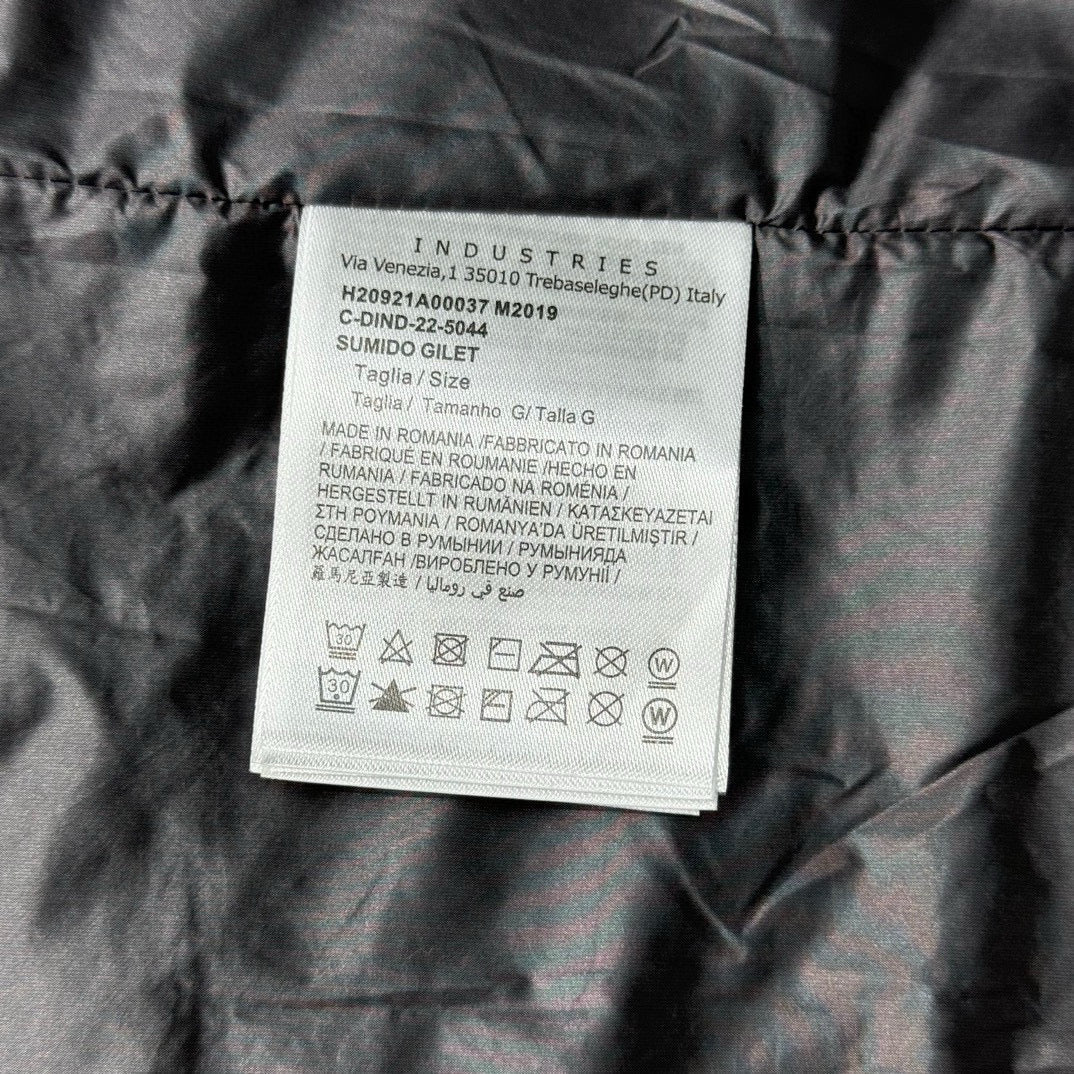 INDUSTRIES
Via Venezia,1 35010 Trebaseleghe(PD) Italy
H20921A00037 M2019
C-DIND-22-5044
SUMIDO GILET
Taglia / Size
Taglia / Tamanho G/ Talla G
MADE IN ROMANIA /FABBRICATO IN ROMANIA
/ FABRIQUÉ EN ROUMANIE /HECHO EN
RUMANIA / FABRICADO NA ROMÉNIA /
HERGESTELLT IN RUMÄNIEN / ΚΑΤΑΣΚΕΥΑΖΕΤΑΙ
ΣΤΗ ΡΟΥΜΑΝΙΑ / ROMANYA'DA ÜRETILMIŞTIR /
СДЕЛАНО В РУМЫНИИ / РУМЫНИЯДА
ЖАСАЛҒАН /ВИРОБЛЕНО У РУМУНІЇ /
羅馬尼亞製造 / صنع في رومانيا
30 W
30 W